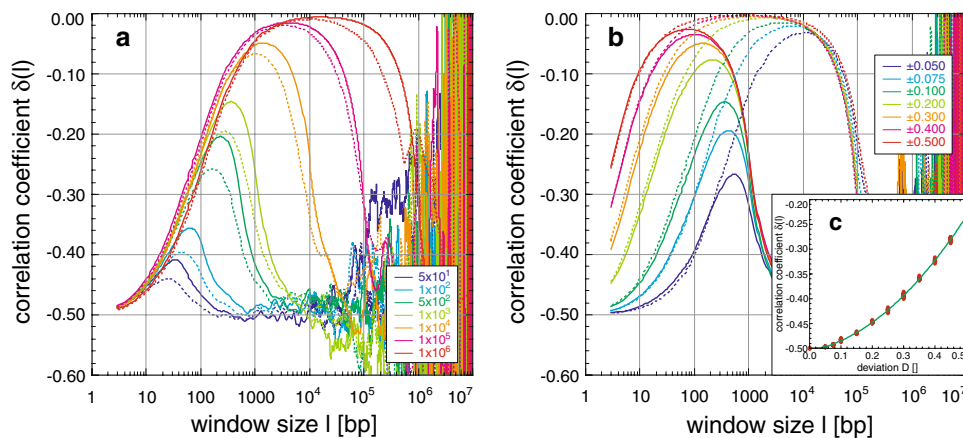 a
correlation coefficient δ(l)
0.00
-0.10
-0.20
-0.30
-0.40
-0.50
-0.60
1 10 100 1000 10⁴ 10⁵ 10⁶ 10⁷
window size l [bp]
5x10¹
1x10²
5x10²
1x10³
1x10⁴
1x10⁵
1x10⁶
b
correlation coefficient δ(l)
0.00
-0.10
-0.20
-0.30
-0.40
-0.50
-0.60
1 10 100 1000 10⁴ 10⁵ 10⁶ 10⁷
window size l [bp]
±0.050
±0.075
±0.100
±0.200
±0.300
±0.400
±0.500
c
correlation coefficient δ(l)
-0.20
-0.25
-0.30
-0.35
-0.40
-0.45
-0.50
0.0 0.1 0.2 0.3 0.4 0.5
deviation D []